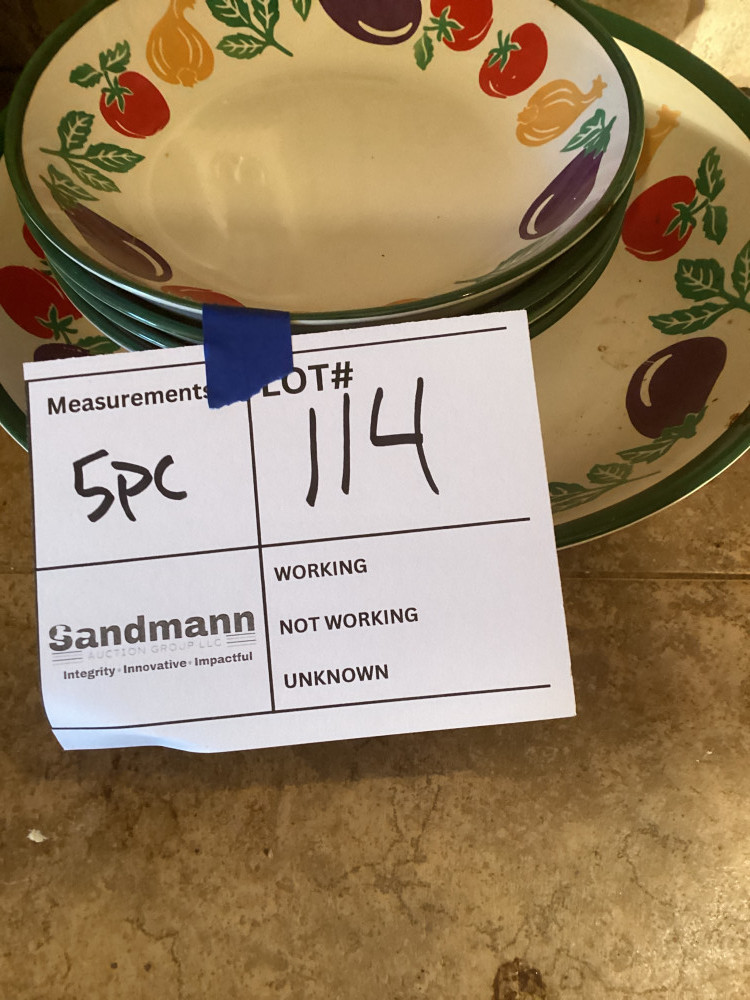 Measurements
LOT#
5pc
114
Sandmann
AUCTION GROUP LLC
Integrity Innovative Impactful
WORKING
NOT WORKING
UNKNOWN